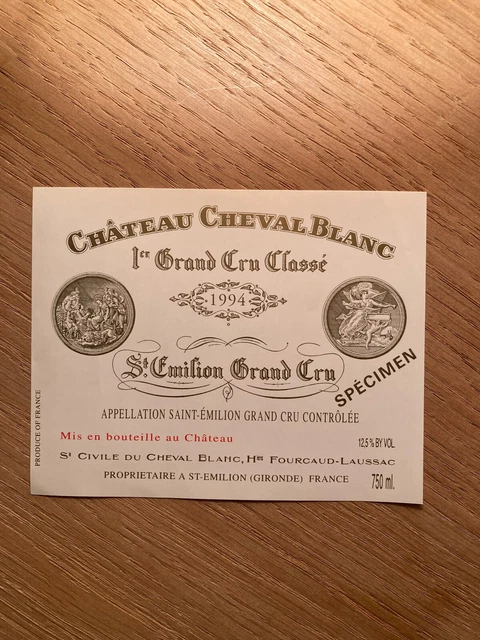 CHÂTEAU CHEVAL BLANC
1er Grand Cru Classé
1994
St. Emilion Grand Cru
SPÉCIMEN
APPELLATION SAINT-ÉMILION GRAND CRU CONTRÔLÉE
Mis en bouteille au Château
12,5 % BY VOL.
Sᵗ CIVILE DU CHEVAL BLANC, Hᴿˢ FOURCAUD-LAUSSAC
PROPRIETAIRE A ST-EMILION (GIRONDE) FRANCE
750 ml.
PRODUCE OF FRANCE